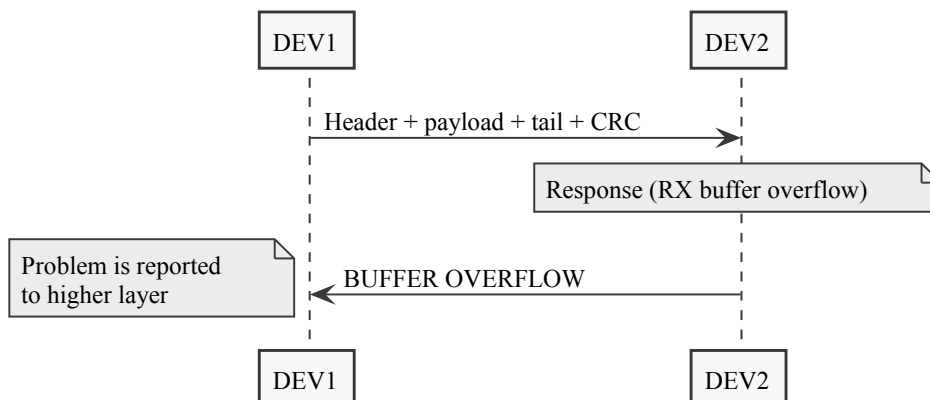 DEV1
DEV2
Header + payload + tail + CRC
Response (RX buffer overflow)
Problem is reported
to higher layer
BUFFER OVERFLOW
DEV1
DEV2